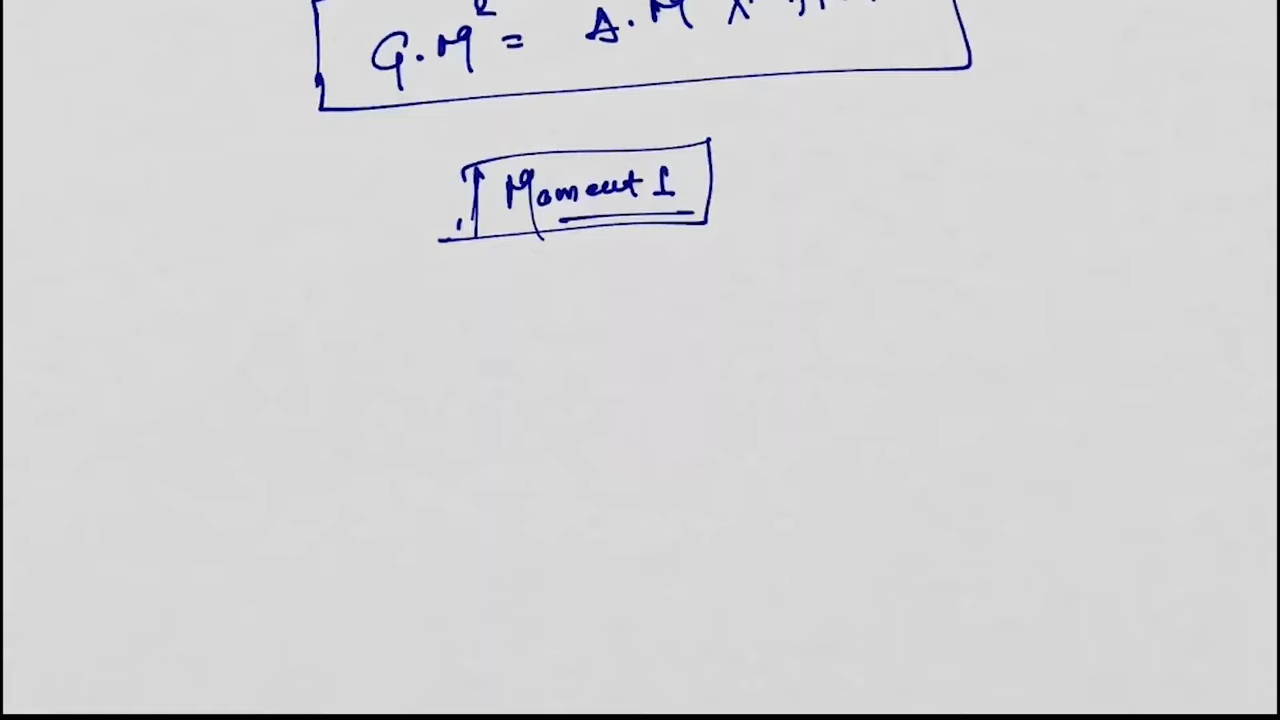 G.M² = A.M x
Moment 1